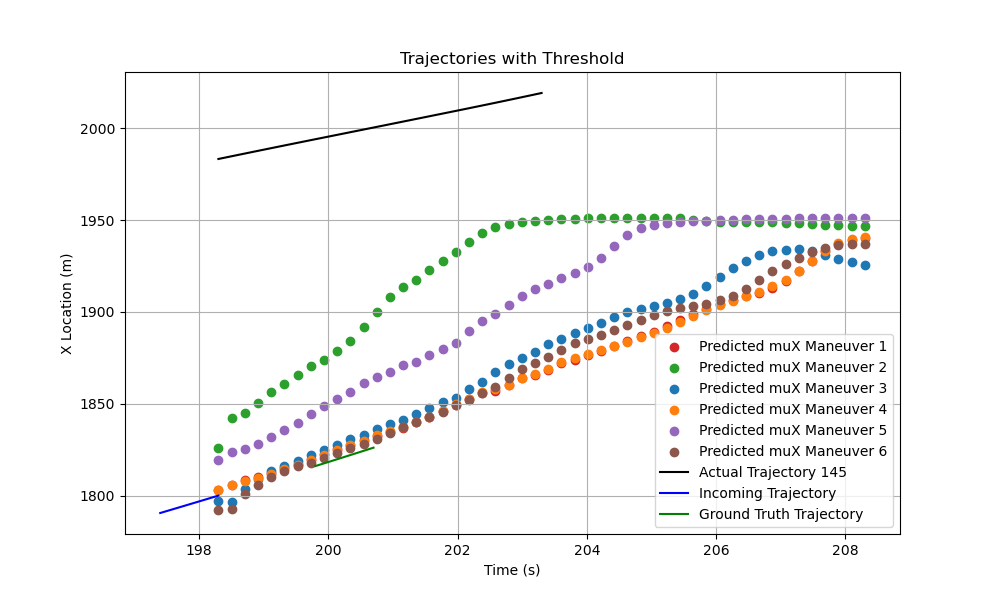 Trajectories with Threshold
X Location (m)
2000
1950
1900
1850
1800
198
200
202
204
206
208
Time (s)
Predicted muX Maneuver 1
Predicted muX Maneuver 2
Predicted muX Maneuver 3
Predicted muX Maneuver 4
Predicted muX Maneuver 5
Predicted muX Maneuver 6
Actual Trajectory 145
Incoming Trajectory
Ground Truth Trajectory